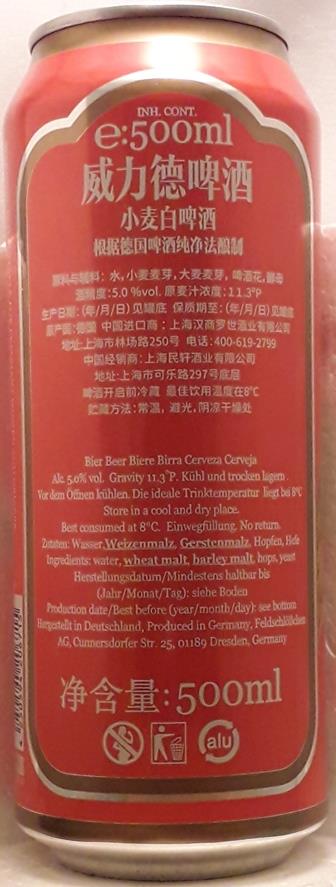 INH. CONT.
e:500ml
威力德啤酒
小麦白啤酒
根据德国啤酒纯净法酿制
原料与辅料：水，小麦麦芽，大麦麦芽，啤酒花，酵母
酒精度：5.0 %vol. 原麦汁浓度：11.3°P
生产日期：(年/月/日) 见罐底 保质期至：(年/月/日) 见罐底
原产国：德国 中国进口商：上海汉商罗世酒业有限公司
地址:上海市林场路250号 电话：400-619-2799
中国经销商：上海民轩酒业有限公司
地址:上海市可乐路297号底层
啤酒开启前冷藏 最佳饮用温度在8°C
贮藏方法：常温，避光，阴凉干燥处
Bier Beer Biere Birra Cerveza Cerveja
Alc. 5.0% vol. Gravity 11.3°P. Kühl und trocken lagern.
Vor dem Öffnen kühlen. Die ideale Trinktemperatur liegt bei 8°C
Store in a cool and dry place.
Best consumed at 8°C. Einwegfüllung. No return.
Zutaten: Wasser, Weizenmalz, Gerstenmalz, Hopfen, Hefe
Ingredients: water, wheat malt, barley malt, hops, yeast
Herstellungsdatum/Mindestens haltbar bis
(Jahr/Monat/Tag): siehe Boden
Production date/Best before (year/month/day): see bottom
Hergestellt in Deutschland, Produced in Germany, Feldschlößchen
AG, Cunnersdorfer Str. 25, 01189 Dresden, Germany
净含量:500ml
alu